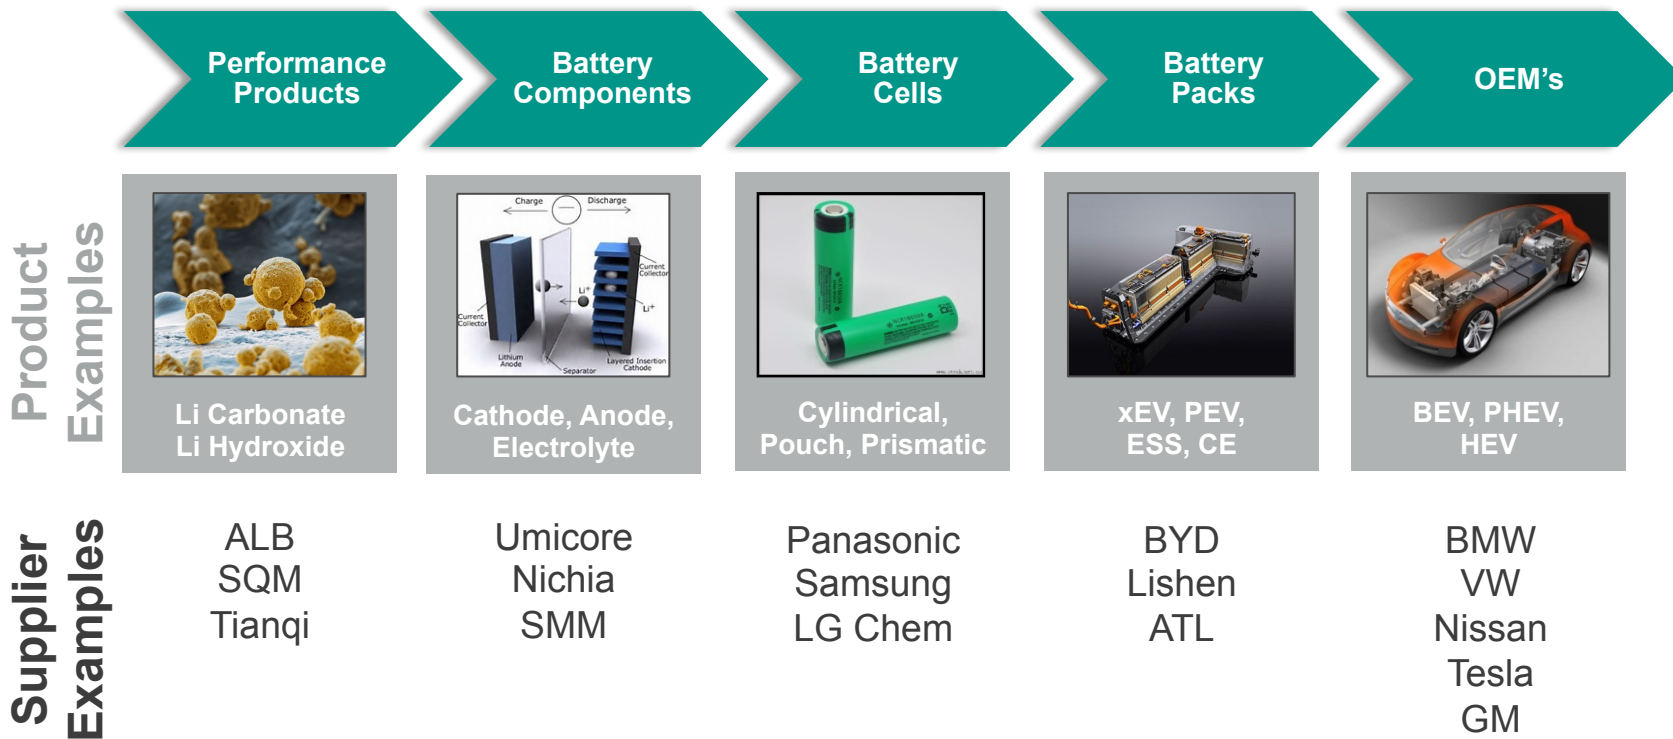 Performance
Products
Battery
Components
Battery
Cells
Battery
Packs
OEM's
Product
Examples
Charge
Discharge
Current
Collector
Li+
Li+
Current
Collector
Lithium
Anode
Separator
Layered Insertion
Cathode
NCR18650A
Li Carbonate
Li Hydroxide
Cathode, Anode,
Electrolyte
Cylindrical,
Pouch, Prismatic
xEV, PEV,
ESS, CE
BEV, PHEV,
HEV
Supplier
Examples
ALB
SQM
Tianqi
Umicore
Nichia
SMM
Panasonic
Samsung
LG Chem
BYD
Lishen
ATL
BMW
VW
Nissan
Tesla
GM